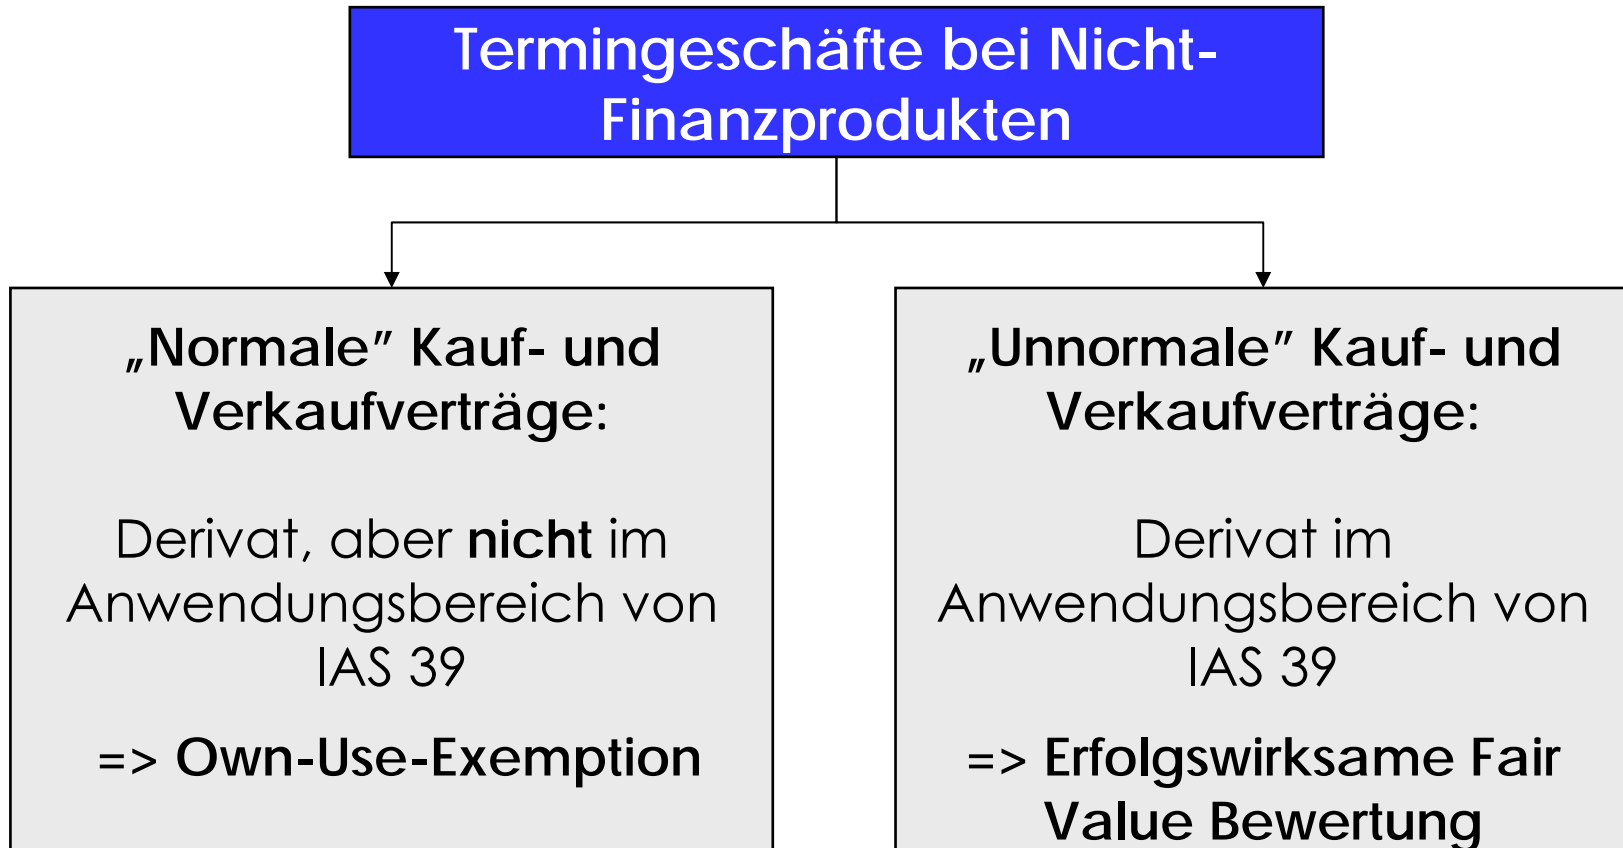 Termingeschäfte bei Nicht-
Finanzprodukten
„Normale” Kauf- und
Verkaufverträge:
Derivat, aber nicht im
Anwendungsbereich von
IAS 39
=> Own-Use-Exemption
„Unnormale” Kauf- und
Verkaufverträge:
Derivat im
Anwendungsbereich von
IAS 39
=> Erfolgswirksame Fair
Value Bewertung